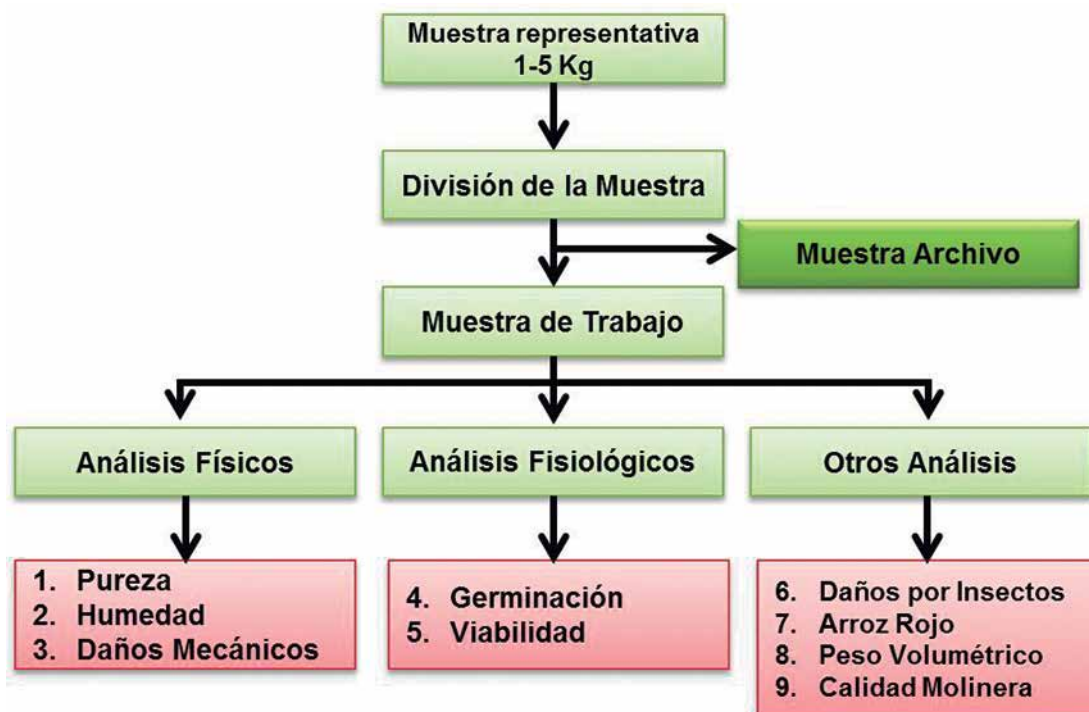 Muestra representativa
1-5 Kg
División de la Muestra
Muestra Archivo
Muestra de Trabajo
Análisis Físicos
Análisis Fisiológicos
Otros Análisis
1. Pureza
2. Humedad
3. Daños Mecánicos
4. Germinación
5. Viabilidad
6. Daños por Insectos
7. Arroz Rojo
8. Peso Volumétrico
9. Calidad Molinera